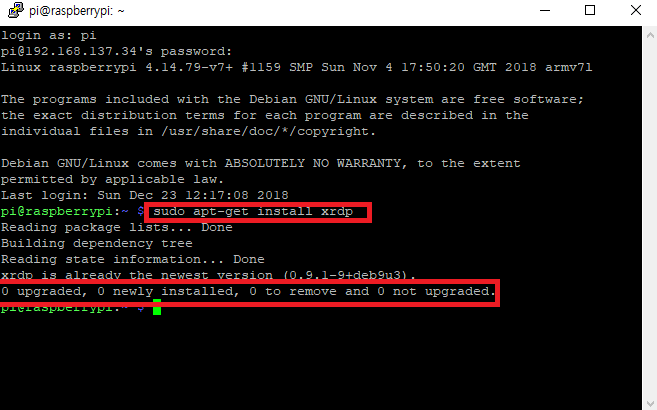 pi@raspberrypi: ~
login as: pi
pi@192.168.137.34's password:
Linux raspberrypi 4.14.79-v7+ #1159 SMP Sun Nov 4 17:50:20 GMT 2018 armv7l
The programs included with the Debian GNU/Linux system are free software;
the exact distribution terms for each program are described in the
individual files in /usr/share/doc/*/copyright.
Debian GNU/Linux comes with ABSOLUTELY NO WARRANTY, to the extent
permitted by applicable law.
Last login: Sun Dec 23 12:17:08 2018
pi@raspberrypi:~ $ sudo apt-get install xrdp
Reading package lists... Done
Building dependency tree
Reading state information... Done
xrdp is already the newest version (0.9.1-9+deb9u3).
0 upgraded, 0 newly installed, 0 to remove and 0 not upgraded.
pi@raspberrypi:~ $